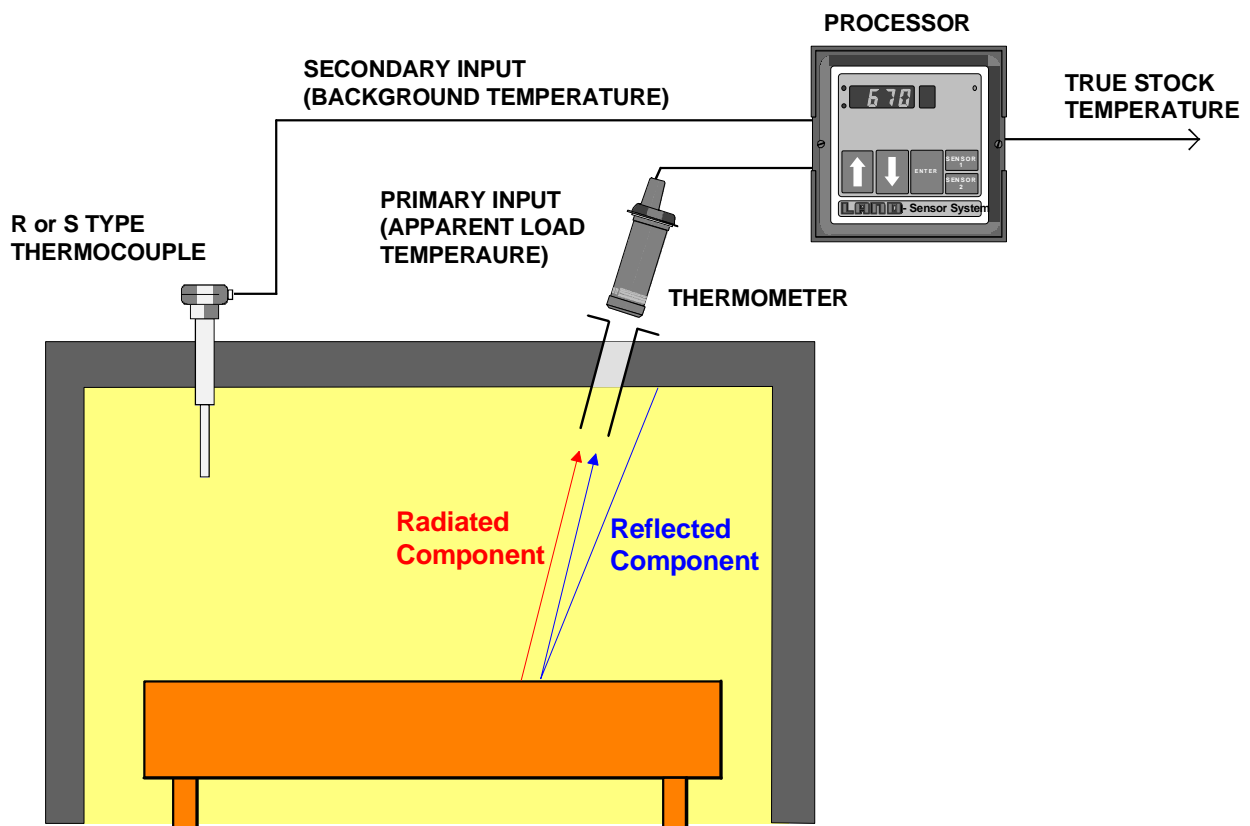 PROCESSOR
SECONDARY INPUT
(BACKGROUND TEMPERATURE)
TRUE STOCK
TEMPERATURE
670
ENTER
SENSOR
1
SENSOR
2
LAND - Sensor System
PRIMARY INPUT
(APPARENT LOAD
TEMPERAURE)
R or S TYPE
THERMOCOUPLE
THERMOMETER
Radiated
Component
Reflected
Component